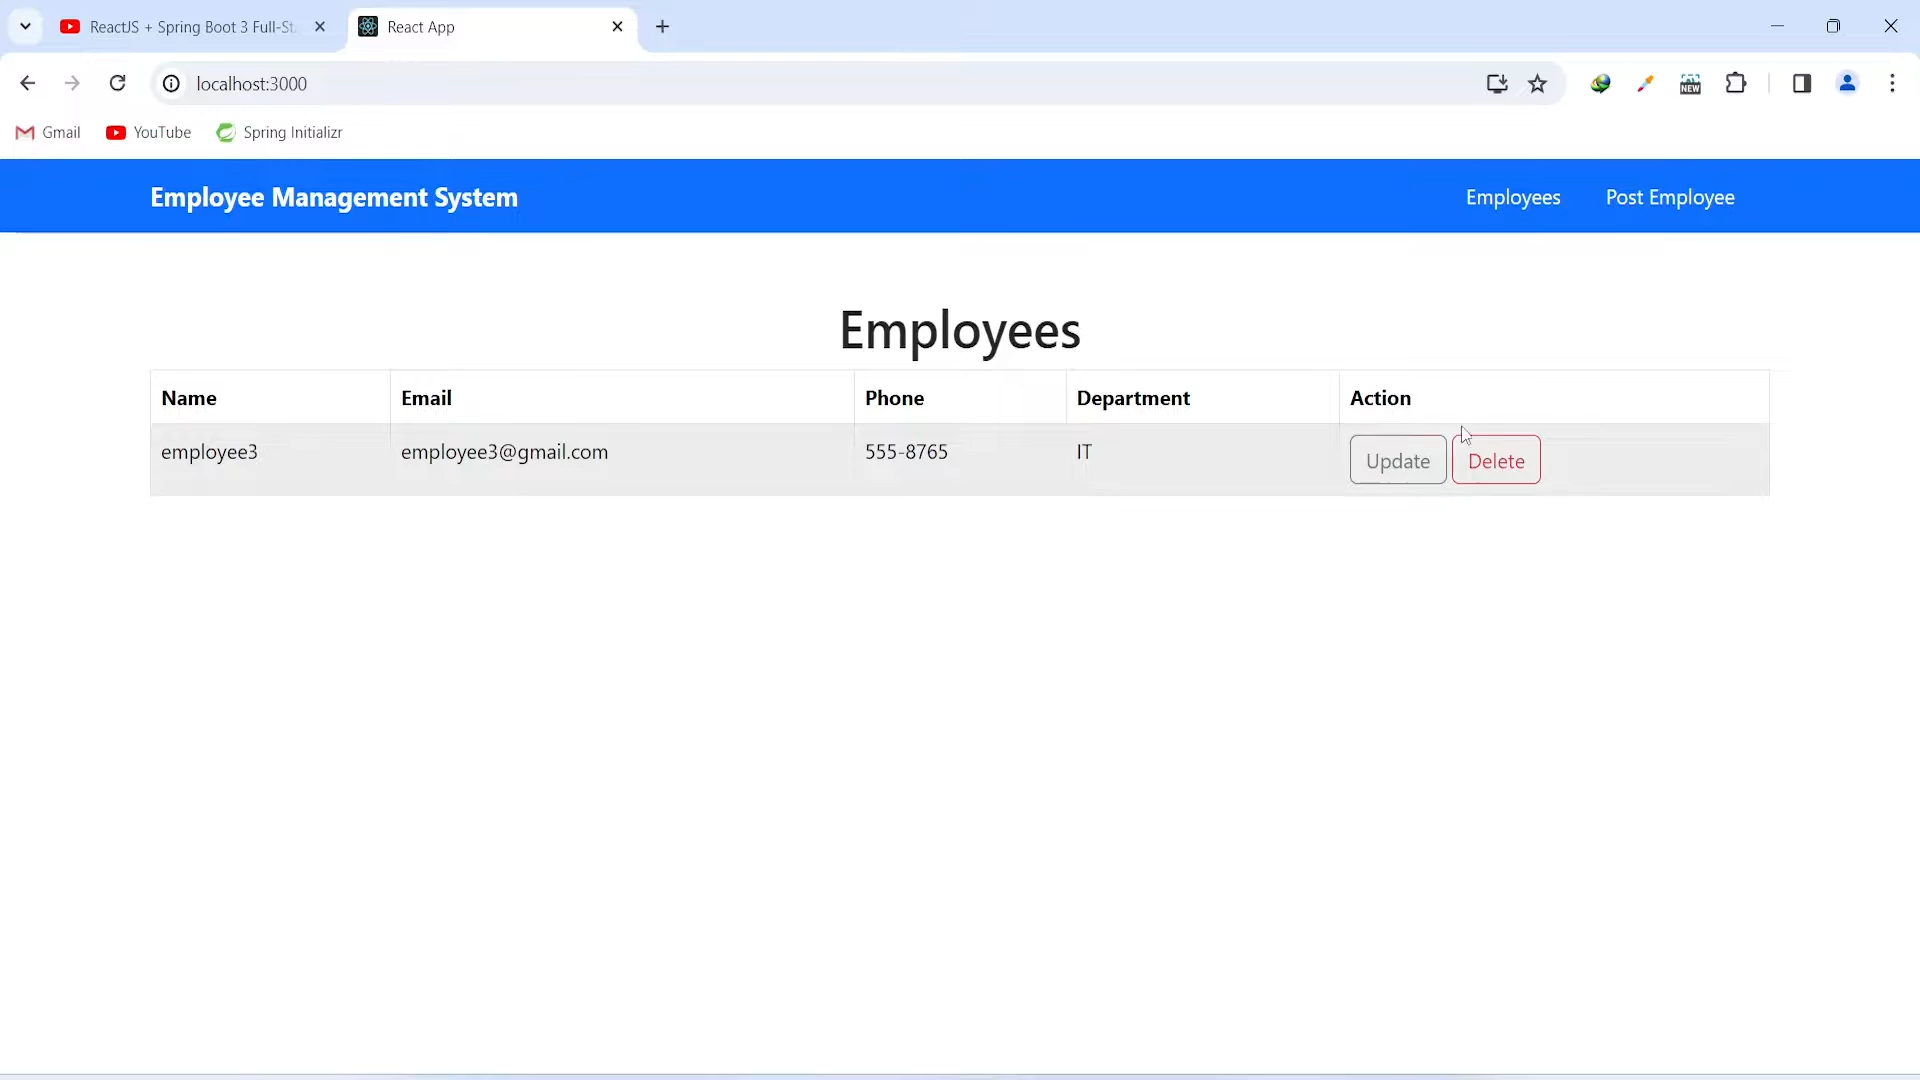 ReactJS + Spring Boot 3 Full-St
React App
localhost:3000
NEW
Gmail
YouTube
Spring Initializr
Employee Management System
Employees
Post Employee
Employees
Name Email Phone Department Action
employee3 employee3@gmail.com 555-8765 IT Update Delete